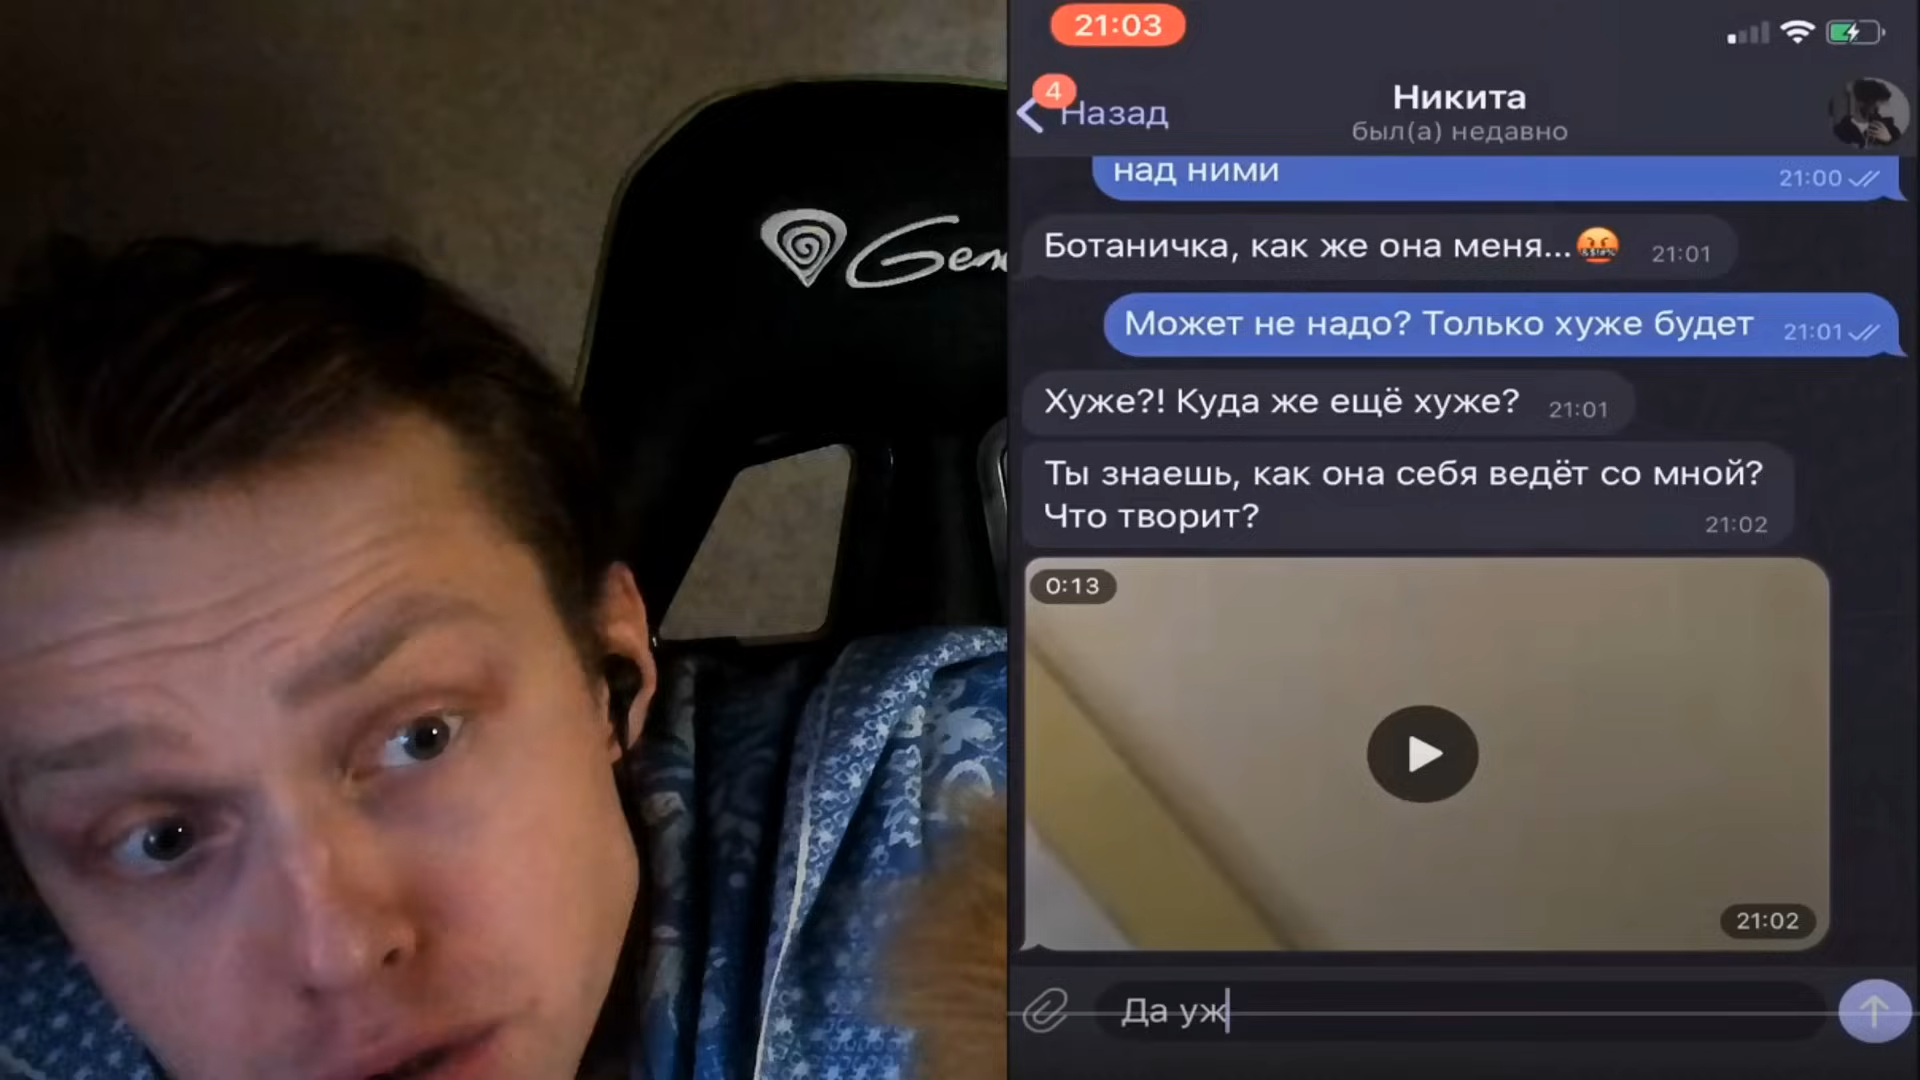 21:03
4
Назад
Никита
был(а) недавно
над ними
21:00
Ботаничка, как же она меня...
21:01
Может не надо? Только хуже будет
21:01
Хуже?! Куда же ещё хуже?
21:01
Ты знаешь, как она себя ведёт со мной?
Что творит?
21:02
0:13
21:02
Да уж